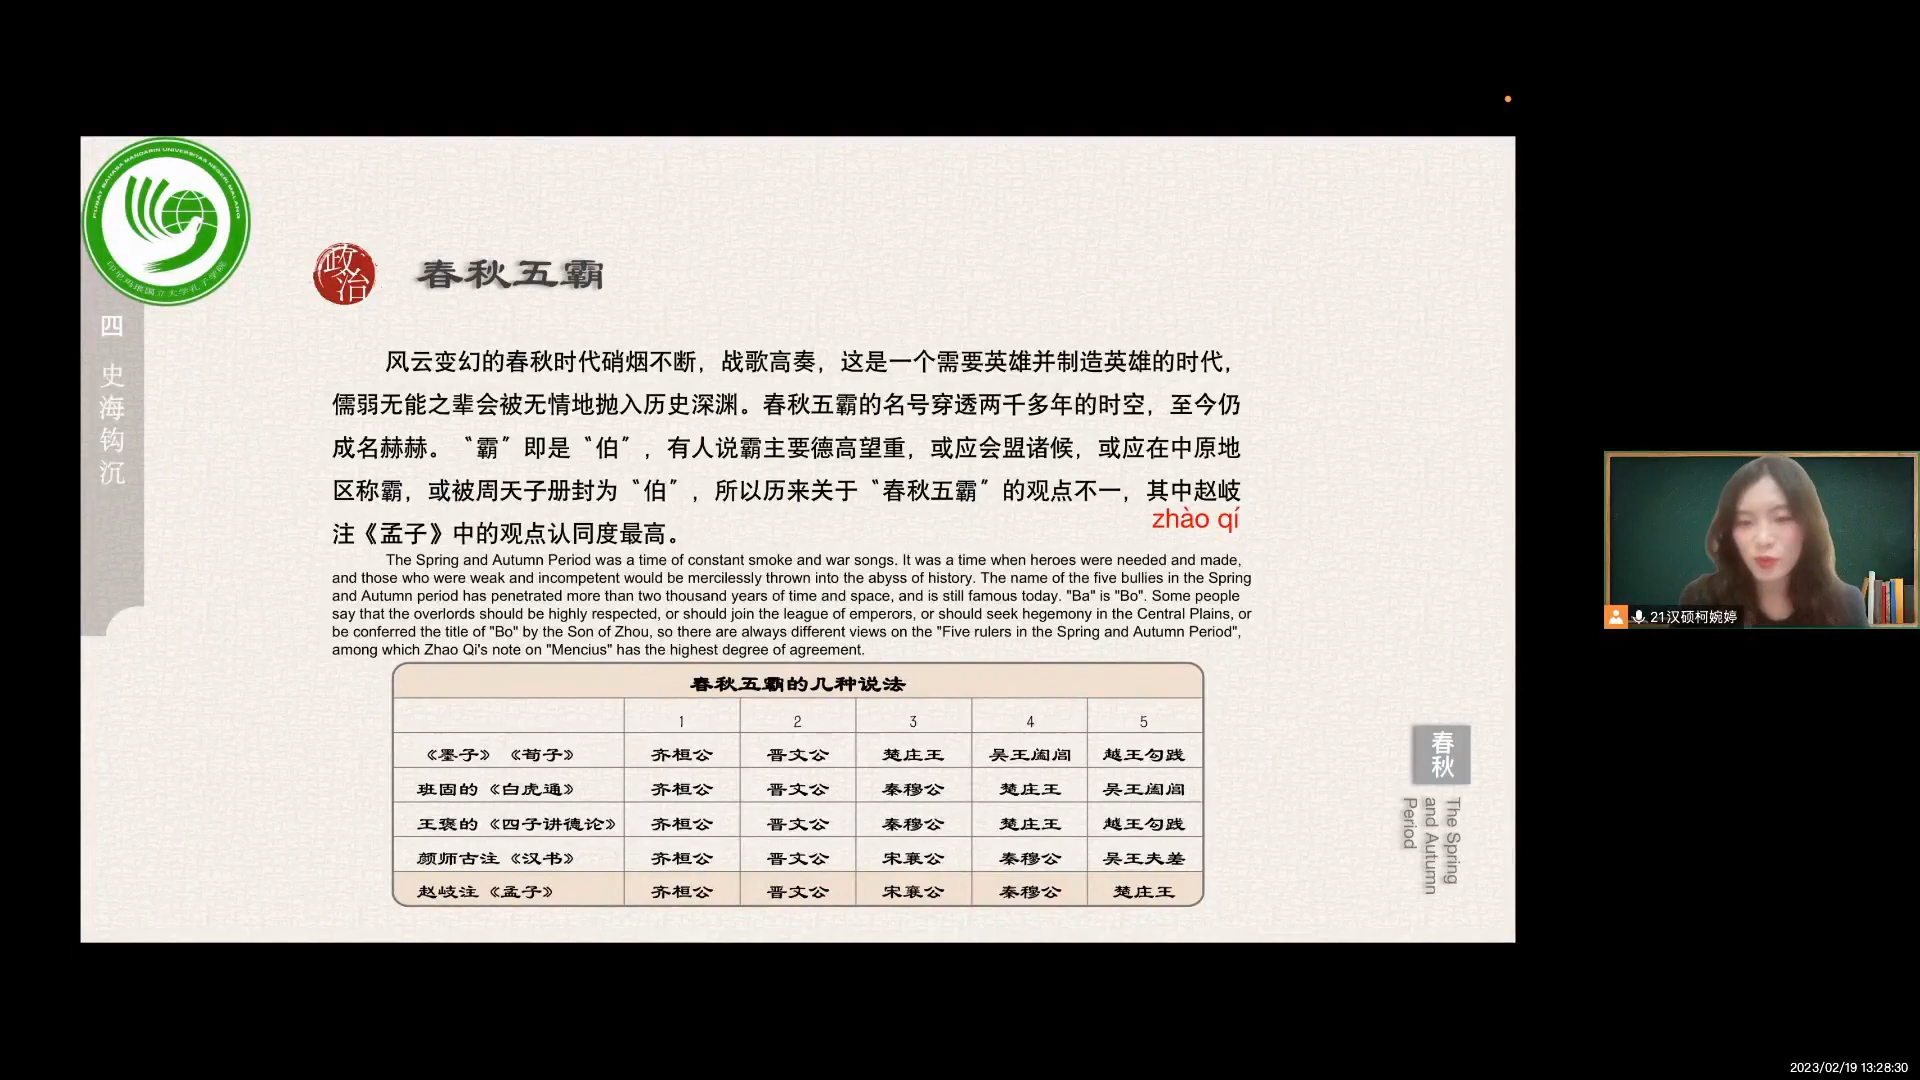 PUSAT BAHASA MANDARIN UNIVERSITAS NEGERI MALANG
印尼玛琅国立大学孔子学院
四
史海钩沉
政治
春秋五霸
风云变幻的春秋时代硝烟不断，战歌高奏，这是一个需要英雄并制造英雄的时代，
儒弱无能之辈会被无情地抛入历史深渊。春秋五霸的名号穿透两千多年的时空，至今仍
成名赫赫。“霸”即是“伯”，有人说霸主要德高望重，或应会盟诸候，或应在中原地
区称霸，或被周天子册封为“伯”，所以历来关于“春秋五霸”的观点不一，其中赵岐
zhào qí
注《孟子》中的观点认同度最高。
The Spring and Autumn Period was a time of constant smoke and war songs. It was a time when heroes were needed and made,
and those who were weak and incompetent would be mercilessly thrown into the abyss of history. The name of the five bullies in the Spring
and Autumn period has penetrated more than two thousand years of time and space, and is still famous today. "Ba" is "Bo". Some people
say that the overlords should be highly respected, or should join the league of emperors, or should seek hegemony in the Central Plains, or
be conferred the title of "Bo" by the Son of Zhou, so there are always different views on the "Five rulers in the Spring and Autumn Period",
among which Zhao Qi's note on "Mencius" has the highest degree of agreement.
春秋五霸的几种说法
1 2 3 4 5
《墨子》《荀子》 齐桓公 晋文公 楚庄王 吴王阖闾 越王勾践
班固的《白虎通》 齐桓公 晋文公 秦穆公 楚庄王 吴王阖闾
王褒的《四子讲德论》 齐桓公 晋文公 秦穆公 楚庄王 越王勾践
颜师古注《汉书》 齐桓公 晋文公 宋襄公 秦穆公 吴王夫差
赵岐注《孟子》 齐桓公 晋文公 宋襄公 秦穆公 楚庄王
春秋
The Spring
and Autumn
Period
21汉硕柯婉婷
2023/02/19 13:28:30